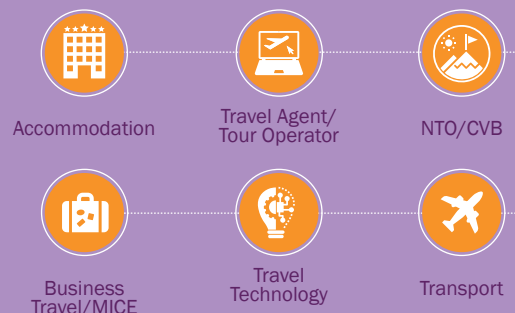 Accommodation
Travel Agent/
Tour Operator
NTO/CVB
Business
Travel/MICE
Travel
Technology
Transport